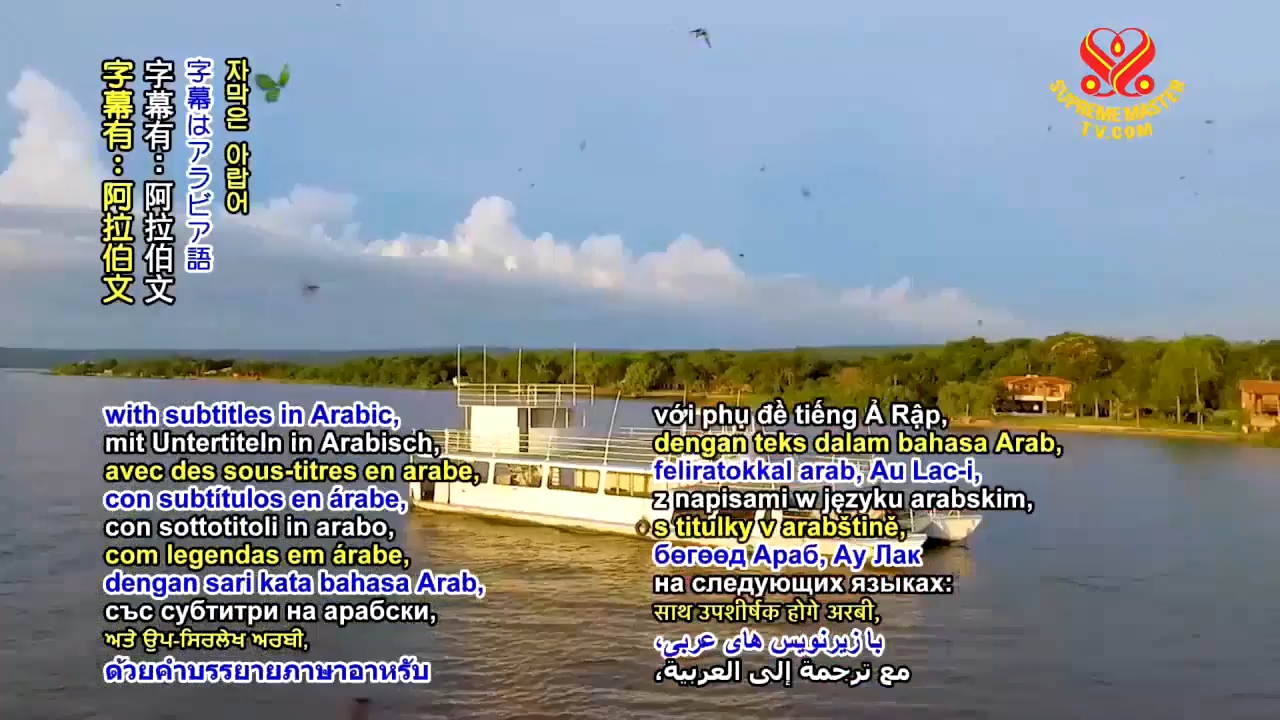 字幕有：阿拉伯文
字幕有：阿拉伯文
字幕はアラビア語
자막은 아랍어
SUPREME MASTER
TV.COM
with subtitles in Arabic,
mit Untertiteln in Arabisch,
avec des sous-titres en arabe,
con subtítulos en árabe,
con sottotitoli in arabo,
com legendas em árabe,
dengan sari kata bahasa Arab,
със субтитри на арабски,
ਅਤੇ ਉਪ-ਸਿਰਲੇਖ ਅਰਬੀ,
ด้วยคำบรรยายภาษาอาหรับ
với phụ đề tiếng Ả Rập,
dengan teks dalam bahasa Arab,
feliratokkal arab, Au Lac-i,
z napisami w języku arabskim,
s titulky v arabštině,
бөгөөд Араб, Ау Лак
на следующих языках:
साथ उपशीर्षक होगे अरबी,
با زیرنویس های عربی،
مع ترجمة إلى العربية،